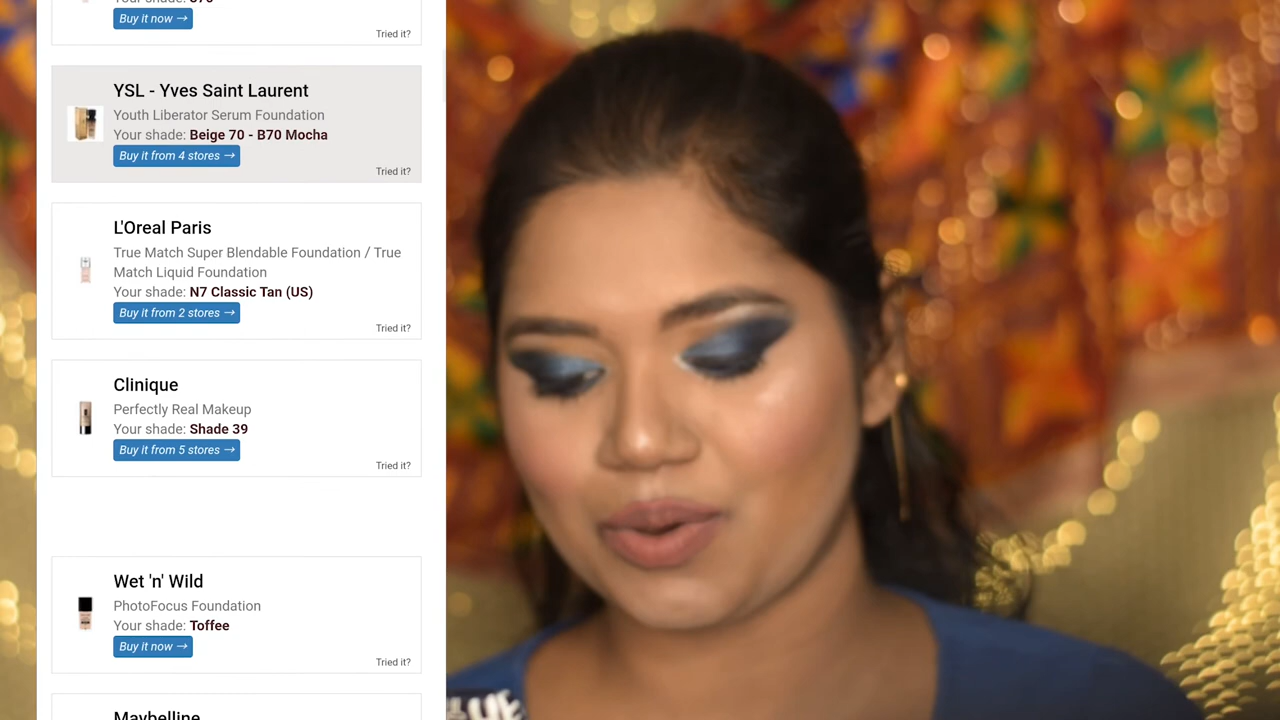 Buy it now →
Tried it?
YSL - Yves Saint Laurent
Youth Liberator Serum Foundation
Your shade: Beige 70 - B70 Mocha
Buy it from 4 stores →
Tried it?
L'Oreal Paris
True Match Super Blendable Foundation / True
Match Liquid Foundation
Your shade: N7 Classic Tan (US)
Buy it from 2 stores →
Tried it?
Clinique
Perfectly Real Makeup
Your shade: Shade 39
Buy it from 5 stores →
Tried it?
Wet 'n' Wild
PhotoFocus Foundation
Your shade: Toffee
Buy it now →
Tried it?
Maybelline